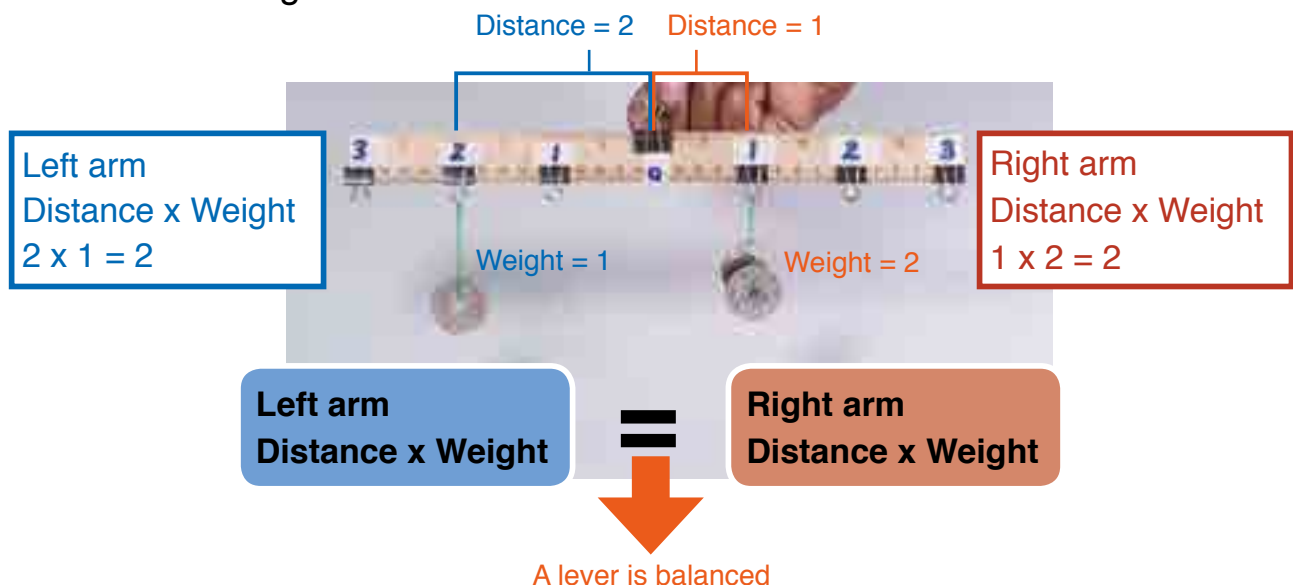 Distance = 2
Distance = 1
3 2 1 0 1 2 3
Left arm
Distance x Weight
2 x 1 = 2
Right arm
Distance x Weight
1 x 2 = 2
Weight = 1
Weight = 2
Left arm
Distance x Weight
=
Right arm
Distance x Weight
A lever is balanced